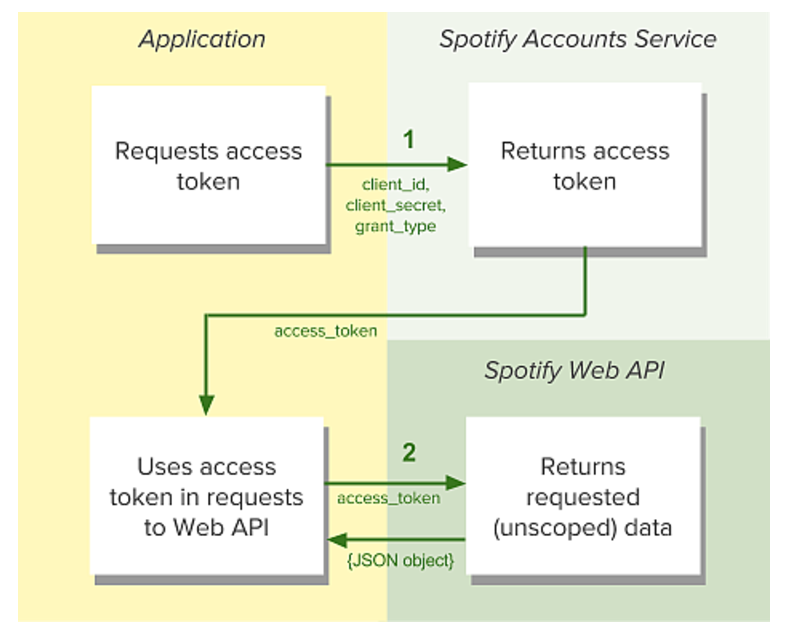 Application
Spotify Accounts Service
Requests access
token
1
client_id,
client_secret,
grant_type
Returns access
token
access_token
Spotify Web API
Uses access
token in requests
to Web API
2
access_token
{JSON object}
Returns
requested
(unscoped) data